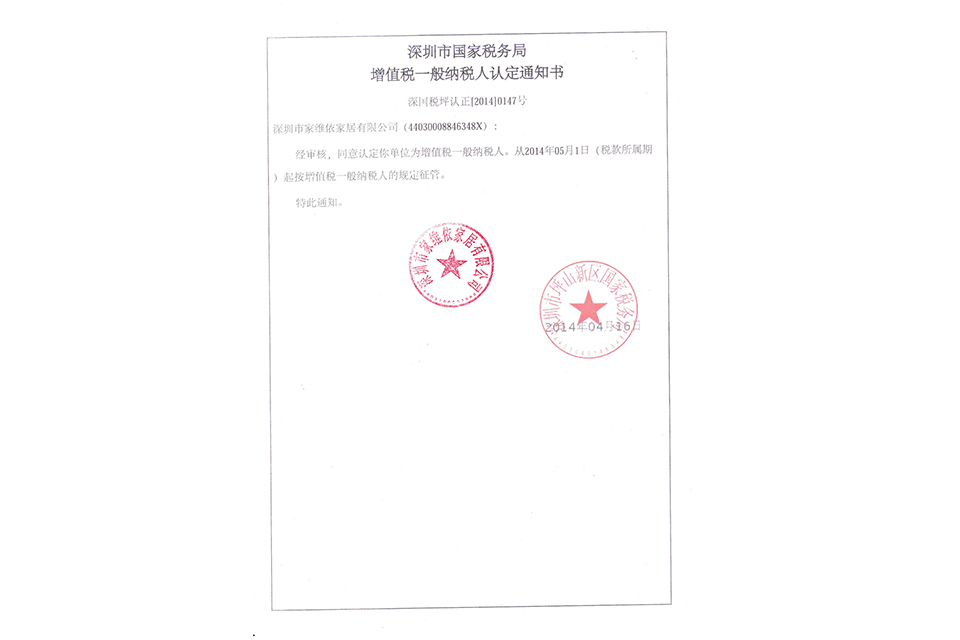 深圳市国家税务局
增值税一般纳税人认定通知书
深国税坪认正[2014]0147号
深圳市家维依家居有限公司（44030008846348X）:
经审核，同意认定你单位为增值税一般纳税人。从2014年05月1日（税款所属期
）起按增值税一般纳税人的规定征管。
特此通知。
深圳市家维依家居有限公司
深圳市坪山新区国家税务
2014年04月16日